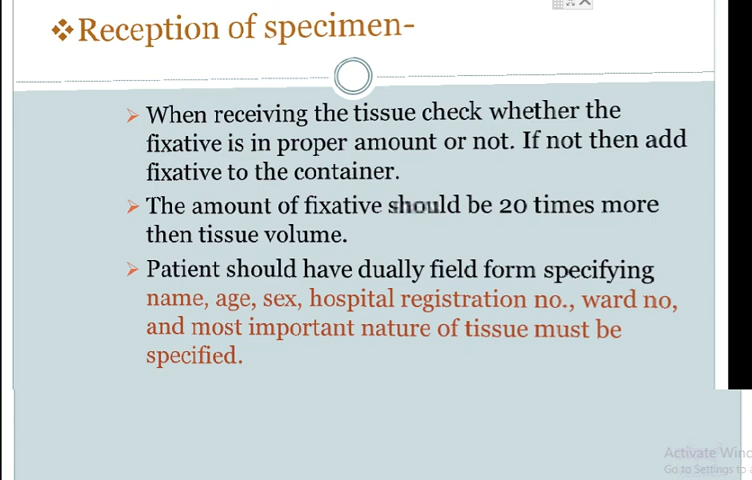 Reception of specimen-
When receiving the tissue check whether the
fixative is in proper amount or not. If not then add
fixative to the container.
The amount of fixative should be 20 times more
then tissue volume.
Patient should have dually field form specifying
name, age, sex, hospital registration no., ward no,
and most important nature of tissue must be
specified.
Activate Wind
Go to Settings to a